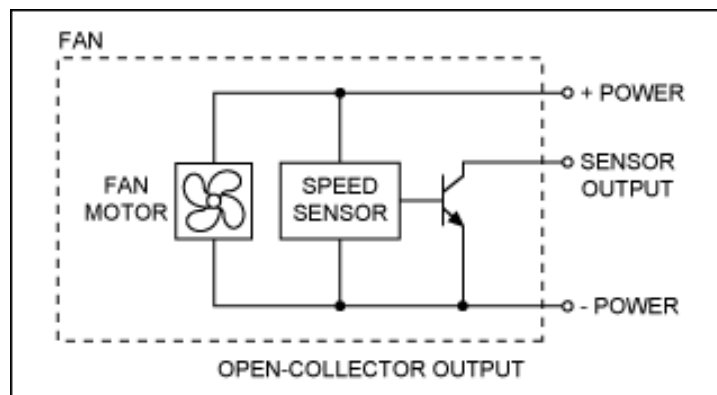 FAN
+ POWER
SENSOR
OUTPUT
FAN
MOTOR
SPEED
SENSOR
- POWER
OPEN-COLLECTOR OUTPUT